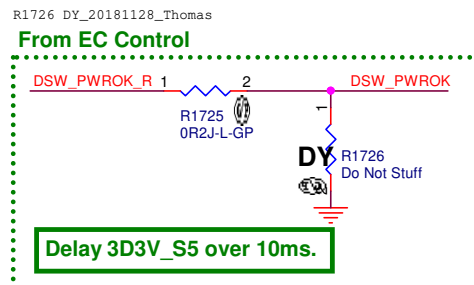 R1726 DY_20181128_Thomas
From EC Control
DSW_PWROK_R 1 2 DSW_PWROK
R1725
0R2J-L-GP
1
DY R1726
Do Not Stuff
Delay 3D3V_S5 over 10ms.